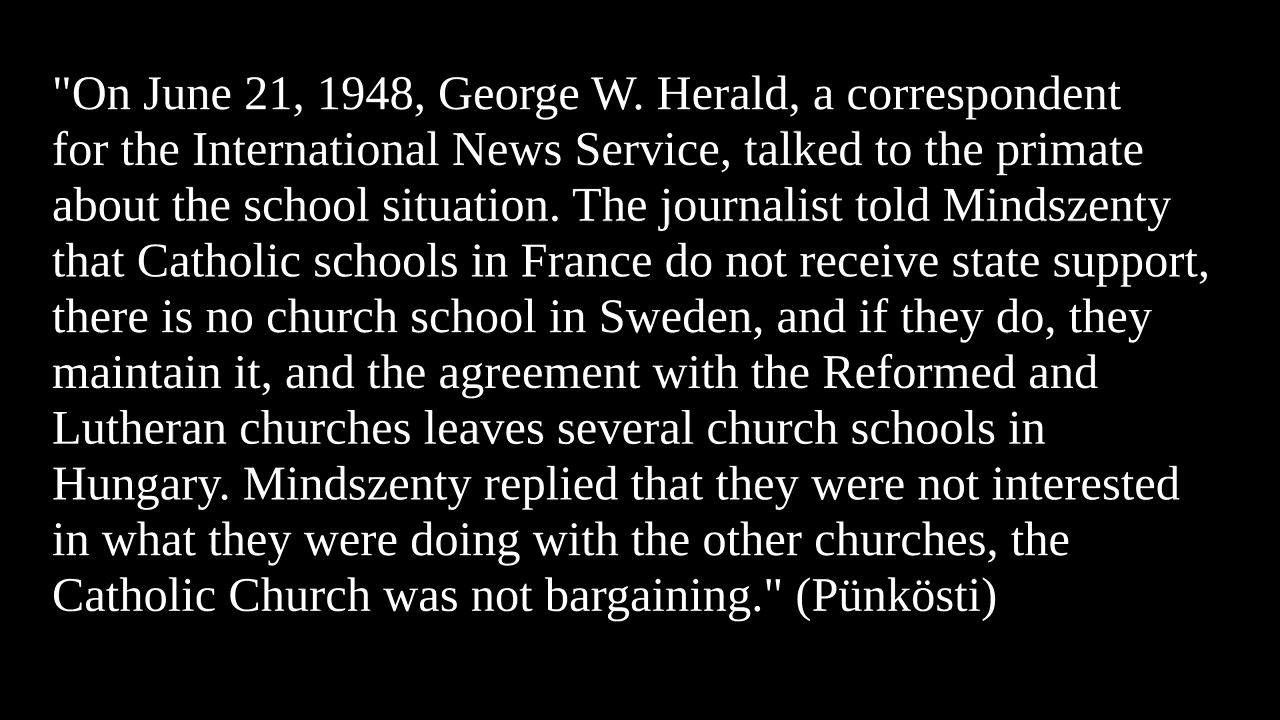 "On June 21, 1948, George W. Herald, a correspondent
for the International News Service, talked to the primate
about the school situation. The journalist told Mindszenty
that Catholic schools in France do not receive state support,
there is no church school in Sweden, and if they do, they
maintain it, and the agreement with the Reformed and
Lutheran churches leaves several church schools in
Hungary. Mindszenty replied that they were not interested
in what they were doing with the other churches, the
Catholic Church was not bargaining." (Pünkösti)